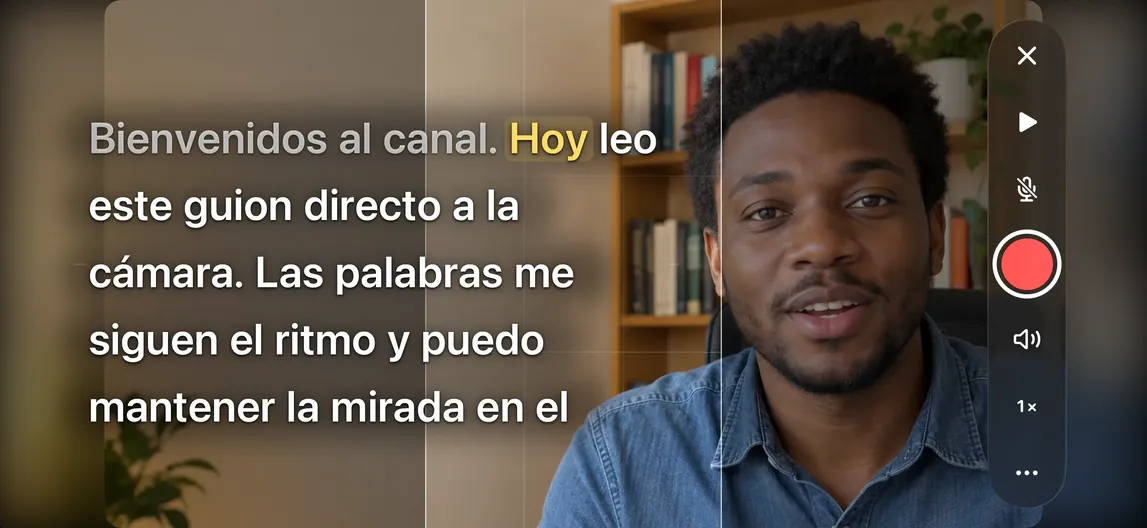 Bienvenidos al canal. Hoy leo
este guion directo a la
cámara. Las palabras me
siguen el ritmo y puedo
mantener la mirada en el
1×